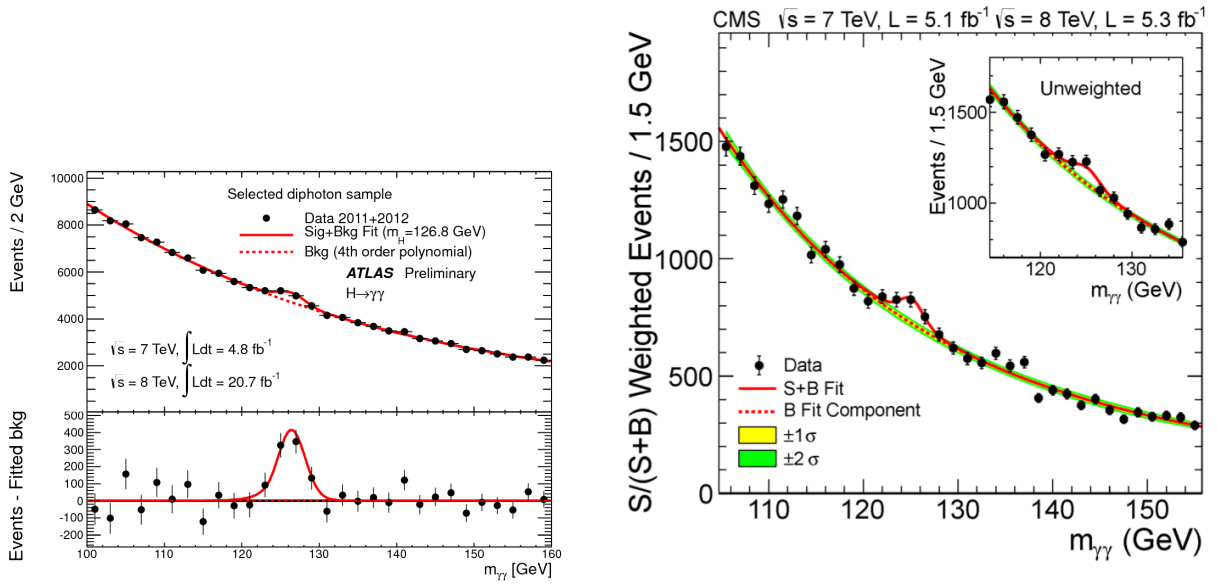 Events / 2 GeV
10000
8000
6000
4000
2000
Selected diphoton sample
Data 2011+2012
Sig+Bkg Fit (m_H=126.8 GeV)
Bkg (4th order polynomial)
ATLAS Preliminary
H→γγ
√s = 7 TeV, ∫Ldt = 4.8 fb⁻¹
√s = 8 TeV, ∫Ldt = 20.7 fb⁻¹
Events - Fitted bkg
500
400
300
200
100
0
-100
-200
100 110 120 130 140 150 160
m_γγ [GeV]
CMS √s = 7 TeV, L = 5.1 fb⁻¹ √s = 8 TeV, L = 5.3 fb⁻¹
S/(S+B) Weighted Events / 1.5 GeV
1500
1000
500
0
Unweighted
Events / 1.5 GeV
1500
1000
120 130
m_γγ (GeV)
Data
S+B Fit
B Fit Component
±1 σ
±2 σ
110 120 130 140 150
m_γγ (GeV)